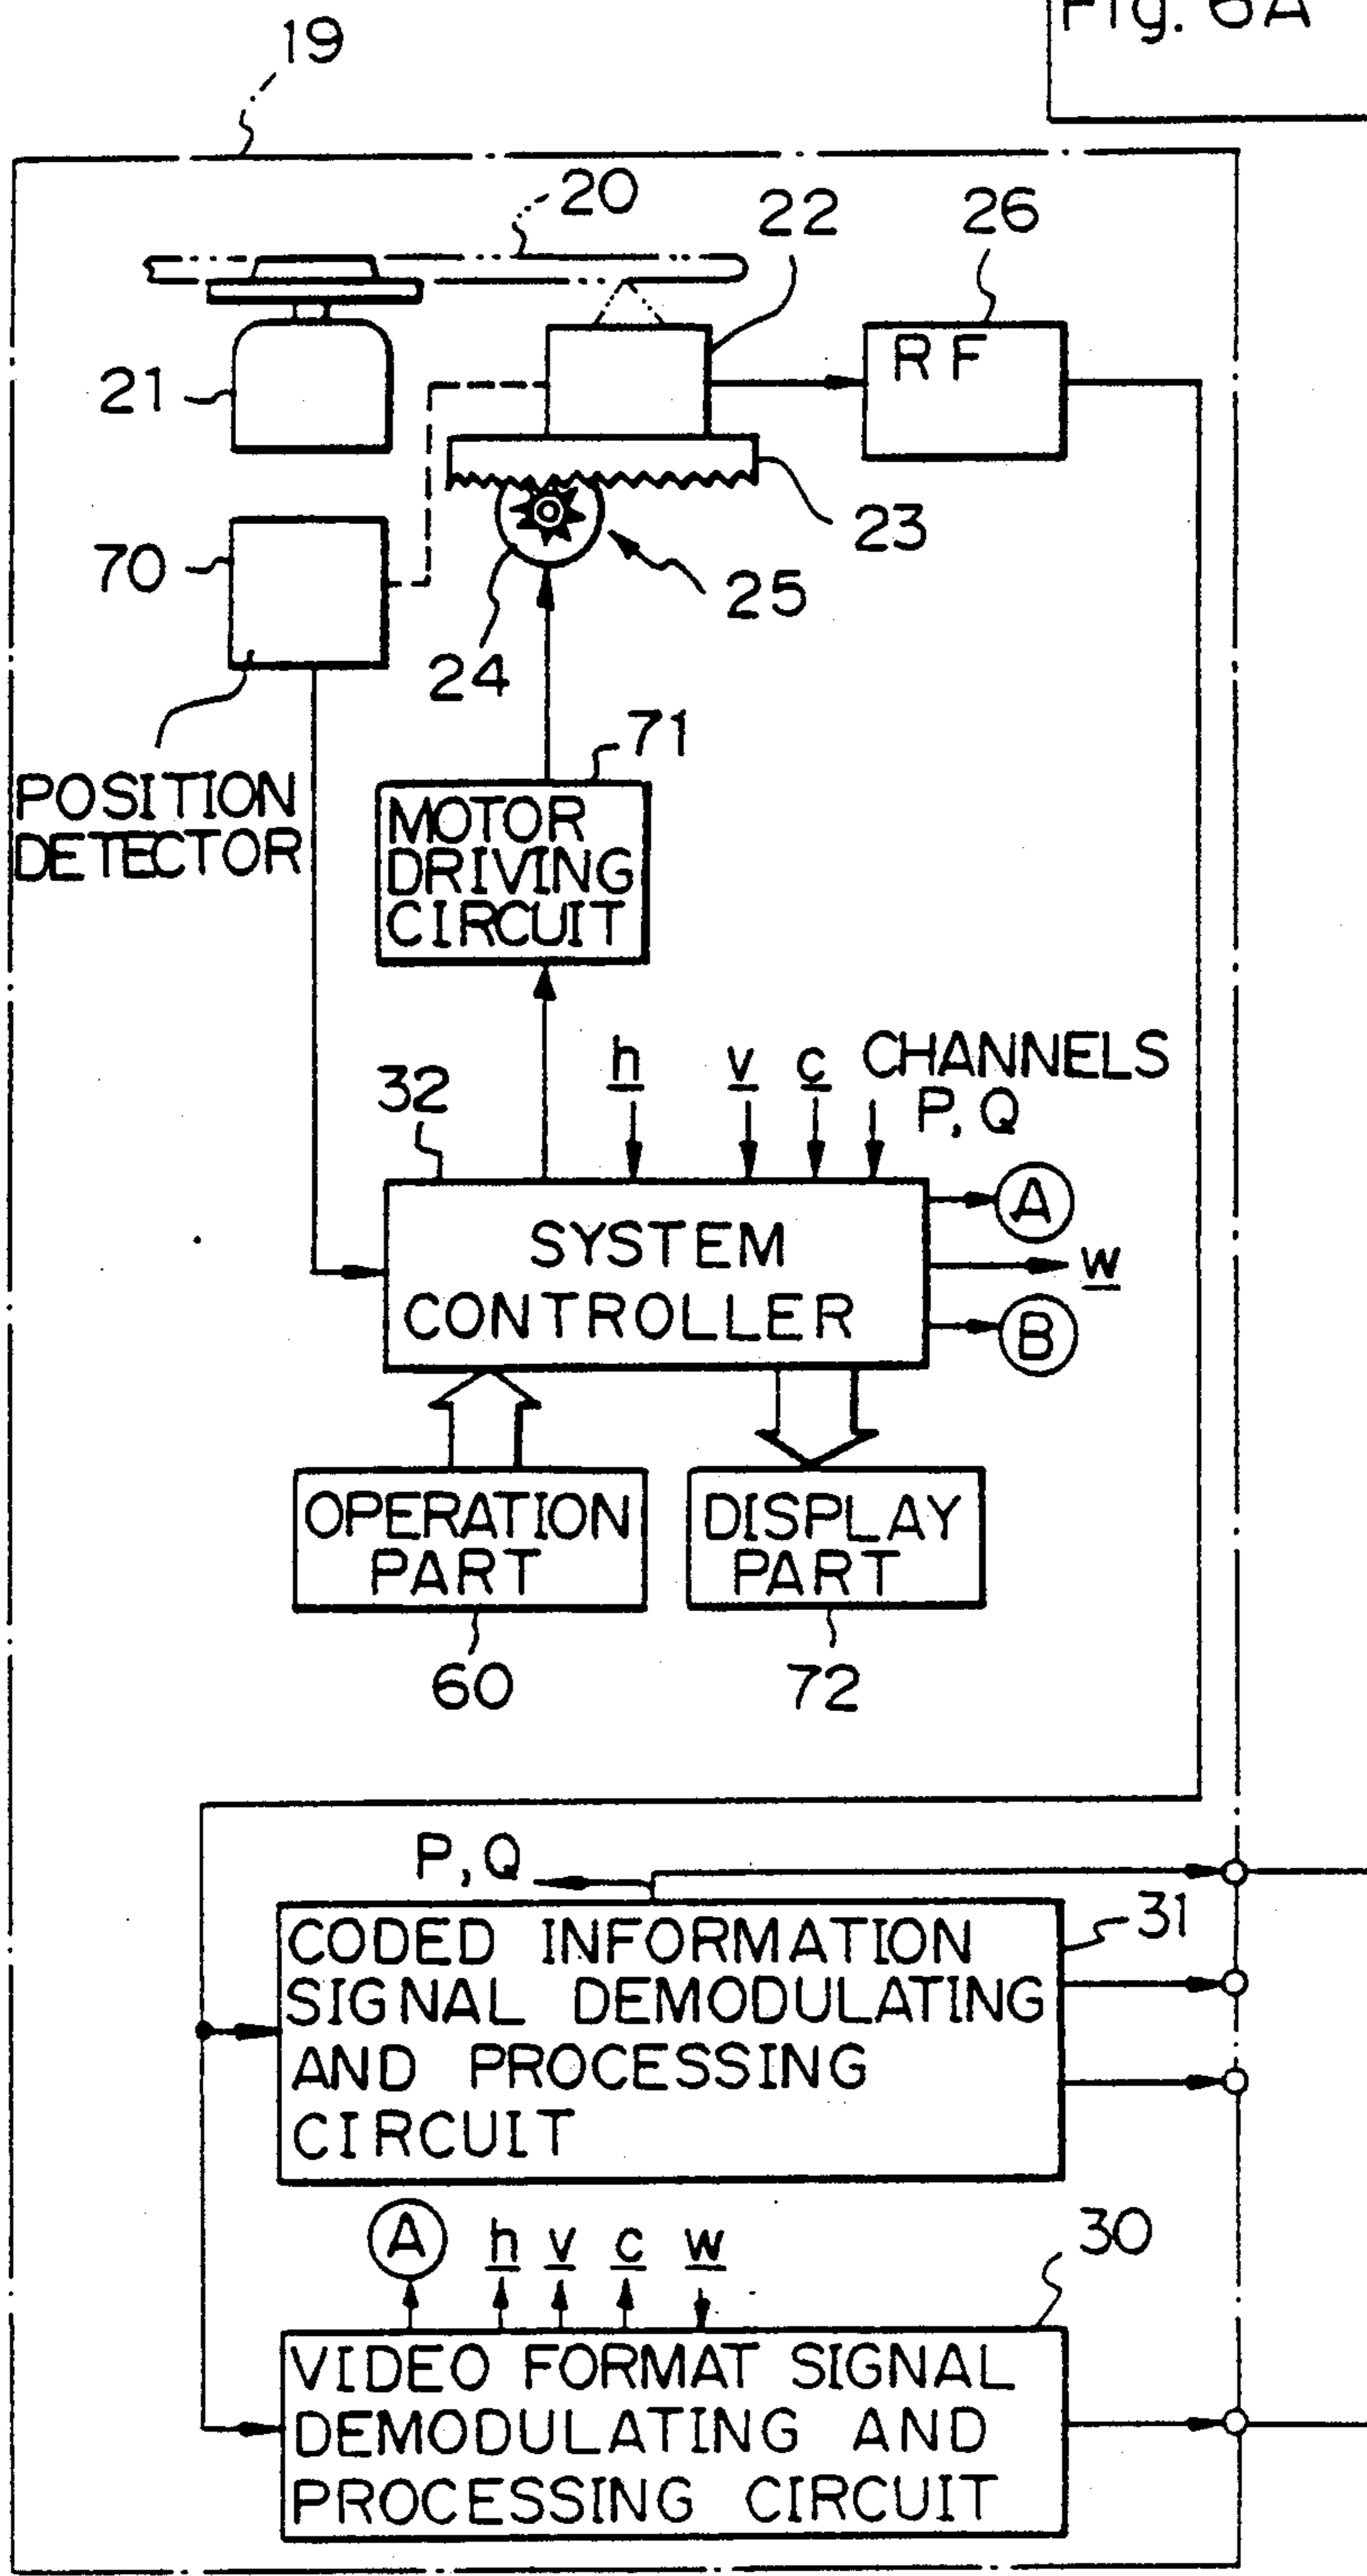 Fig. 6A
19
20
22
26
RF
21
23
70
25
24
71
POSITION
DETECTOR
MOTOR
DRIVING
CIRCUIT
h
v
c
CHANNELS
P, Q
32
A
SYSTEM
CONTROLLER
w
B
OPERATION
PART
DISPLAY
PART
60
72
P, Q
31
CODED INFORMATION
SIGNAL DEMODULATING
AND PROCESSING
CIRCUIT
A
h
v
c
w
30
VIDEO FORMAT SIGNAL
DEMODULATING AND
PROCESSING CIRCUIT